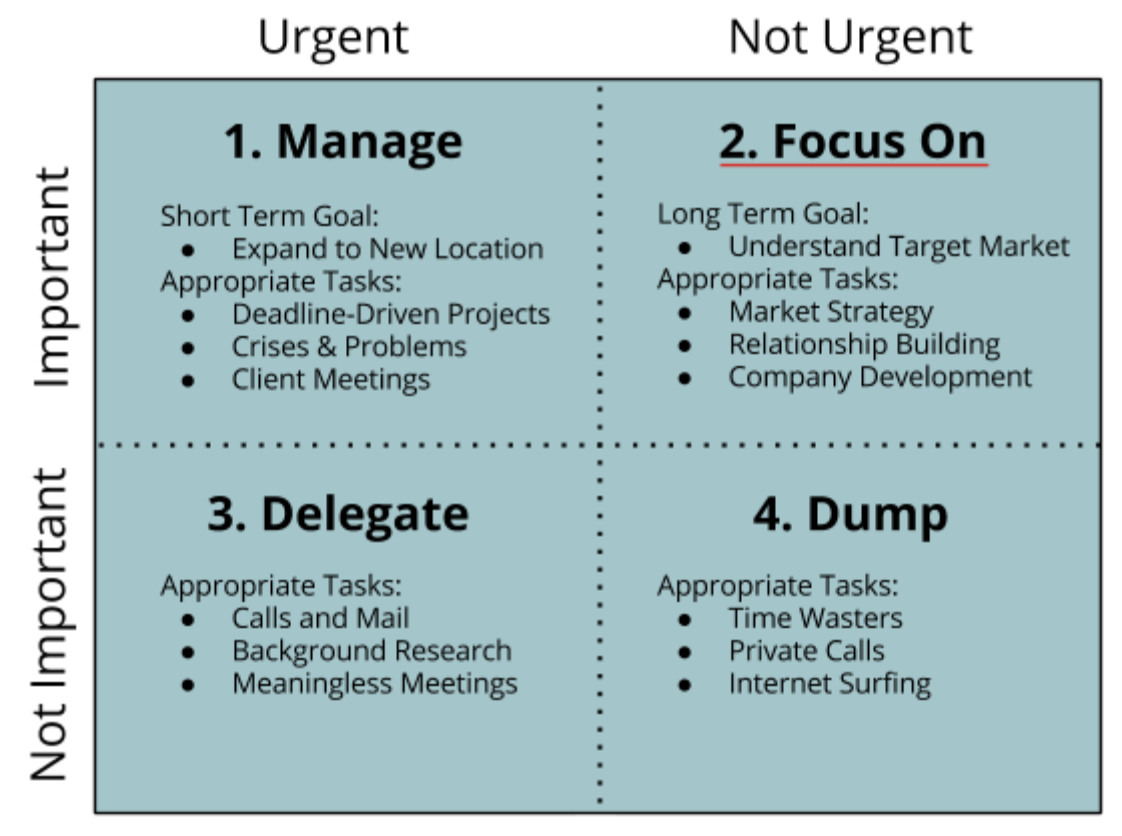 Urgent
Not Urgent
Important
1. Manage
Short Term Goal:
● Expand to New Location
Appropriate Tasks:
● Deadline-Driven Projects
● Crises & Problems
● Client Meetings
2. Focus On
Long Term Goal:
● Understand Target Market
Appropriate Tasks:
● Market Strategy
● Relationship Building
● Company Development
Not Important
3. Delegate
Appropriate Tasks:
● Calls and Mail
● Background Research
● Meaningless Meetings
4. Dump
Appropriate Tasks:
● Time Wasters
● Private Calls
● Internet Surfing